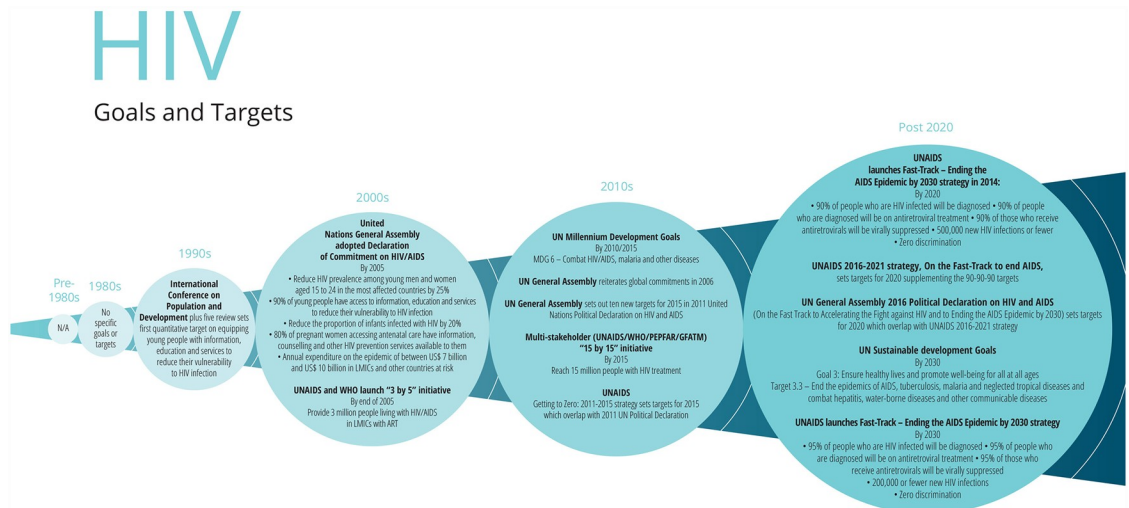 HIV
Goals and Targets
Pre-
1980s
N/A
1980s
No
specific
goals or
targets
1990s
International
Conference on
Population and
Development plus five review sets
first quantitative target on equipping
young people with information,
education and services to
reduce their vulnerability
to HIV infection
2000s
United
Nations General Assembly
adopted Declaration
of Commitment on HIV/AIDS
By 2005
• Reduce HIV prevalence among young men and women
aged 15 to 24 in the most affected countries by 25%
• 90% of young people have access to information, education and services
to reduce their vulnerability to HIV infection
• Reduce the proportion of infants infected with HIV by 20%
• 80% of pregnant women accessing antenatal care have information,
counselling and other HIV prevention services available to them
• Annual expenditure on the epidemic of between US$ 7 billion
and US$ 10 billion in LMICs and other countries at risk
UNAIDS and WHO launch “3 by 5” initiative
By end of 2005
Provide 3 million people living with HIV/AIDS
in LMICs with ART
2010s
UN Millennium Development Goals
By 2010/2015
MDG 6 – Combat HIV/AIDS, malaria and other diseases
UN General Assembly reiterates global commitments in 2006
UN General Assembly sets out ten new targets for 2015 in 2011 United
Nations Political Declaration on HIV and AIDS
Multi-stakeholder (UNAIDS/WHO/PEPFAR/GFATM)
“15 by 15” initiative
By 2015
Reach 15 million people with HIV treatment
UNAIDS
Getting to Zero: 2011-2015 strategy sets targets for 2015
which overlap with 2011 UN Political Declaration
Post 2020
UNAIDS
launches Fast-Track – Ending the
AIDS Epidemic by 2030 strategy in 2014:
By 2020
• 90% of people who are HIV infected will be diagnosed • 90% of people
who are diagnosed will be on antiretroviral treatment • 90% of those who receive
antiretrovirals will be virally suppressed • 500,000 new HIV infections or fewer
• Zero discrimination
UNAIDS 2016-2021 strategy, On the Fast-Track to end AIDS,
sets targets for 2020 supplementing the 90-90-90 targets
UN General Assembly 2016 Political Declaration on HIV and AIDS
(On the Fast Track to Accelerating the Fight against HIV and to Ending the AIDS Epidemic by 2030) sets targets
for 2020 which overlap with UNAIDS 2016-2021 strategy
UN Sustainable development Goals
By 2030
Goal 3: Ensure healthy lives and promote well-being for all at all ages
Target 3.3 – End the epidemics of AIDS, tuberculosis, malaria and neglected tropical diseases and
combat hepatitis, water-borne diseases and other communicable diseases
UNAIDS launches Fast-Track – Ending the AIDS Epidemic by 2030 strategy
By 2030
• 95% of people who are HIV infected will be diagnosed • 95% of people who
are diagnosed will be on antiretroviral treatment • 95% of those who
receive antiretrovirals will be virally suppressed
• 200,000 or fewer new HIV infections
• Zero discrimination